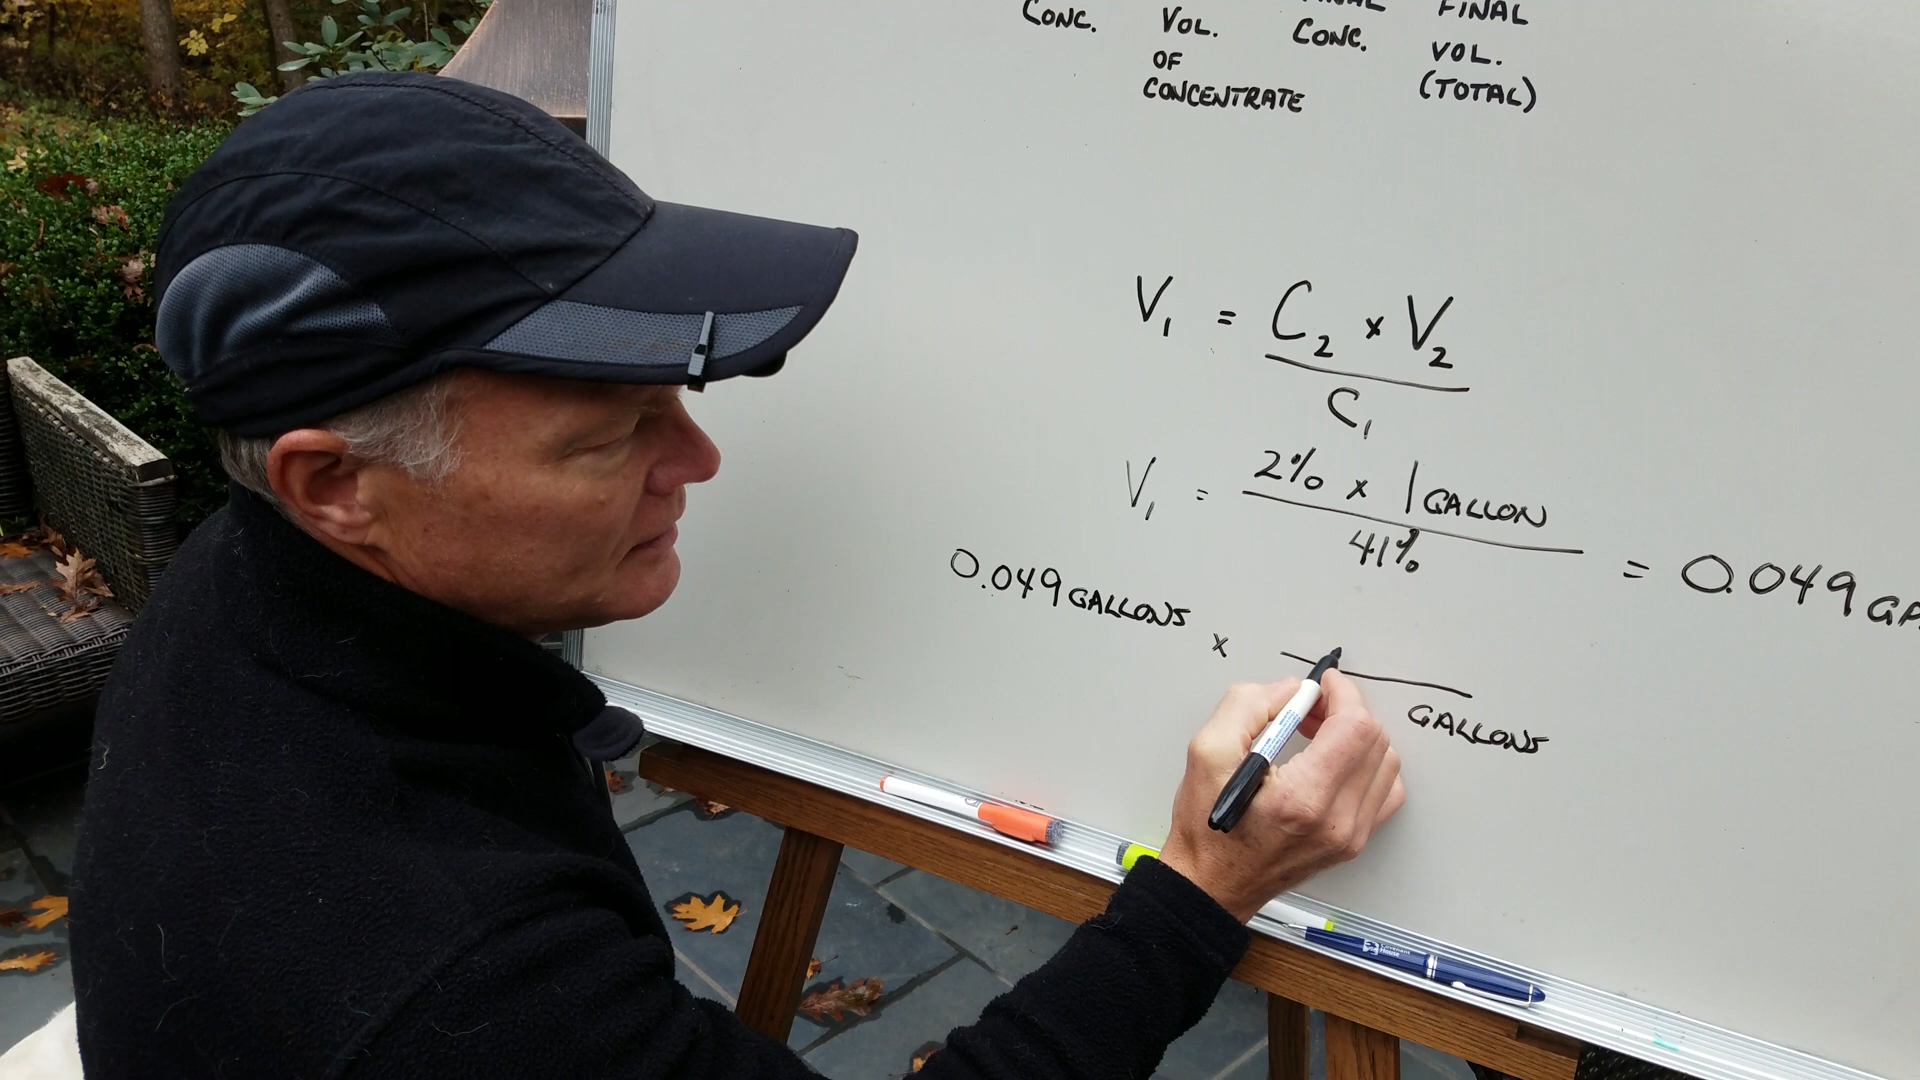 FINAL FINAL
CONC. VOL. CONC. VOL.
OF (TOTAL)
CONCENTRATE
V₁ = C₂ × V₂
C₁
V₁ = 2% × 1 GALLON
41%
= 0.049 GA
0.049 GALLONS ×
GALLONS